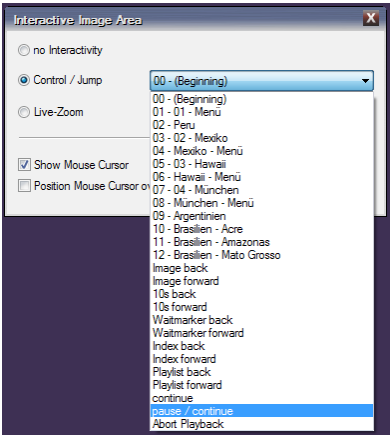 Interactive Image Area
X
no Interactivity
Control / Jump
00 - (Beginning)
Live-Zoom
Show Mouse Cursor
Position Mouse Cursor ov
00 - (Beginning)
01 - 01 - Menü
02 - Peru
03 - 02 - Mexiko
04 - Mexiko - Menü
05 - 03 - Hawaii
06 - Hawaii - Menü
07 - 04 - München
08 - München - Menü
09 - Argentinien
10 - Brasilien - Acre
11 - Brasilien - Amazonas
12 - Brasilien - Mato Grosso
Image back
Image forward
10s back
10s forward
Waitmarker back
Waitmarker forward
Index back
Index forward
Playlist back
Playlist forward
continue
pause / continue
Abort Playback